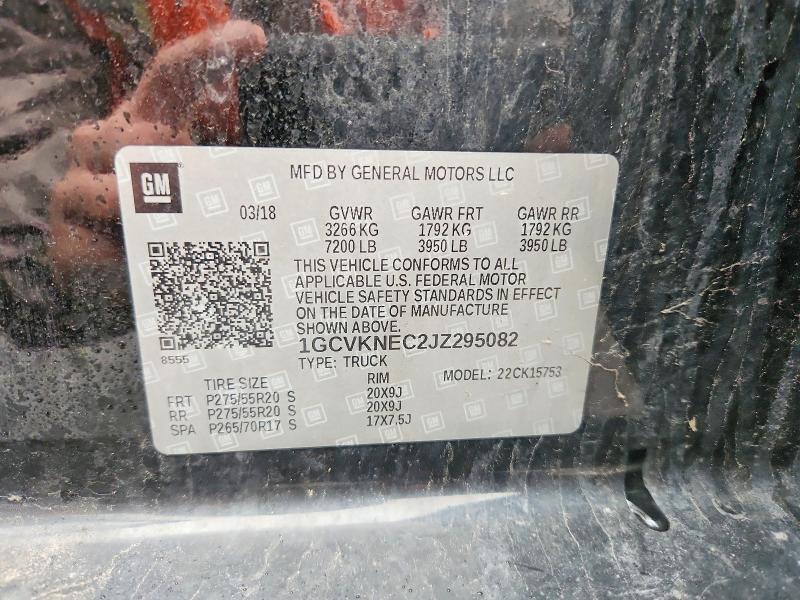 GM
MFD BY GENERAL MOTORS LLC
03/18 GVWR GAWR FRT GAWR RR
3266 KG 1792 KG 1792 KG
7200 LB 3950 LB 3950 LB
THIS VEHICLE CONFORMS TO ALL
APPLICABLE U.S. FEDERAL MOTOR
VEHICLE SAFETY STANDARDS IN EFFECT
ON THE DATE OF MANUFACTURE
SHOWN ABOVE.
1GCVKNEC2JZ295082
8555
TYPE: TRUCK
MODEL: 22CK15753
TIRE SIZE RIM
FRT P275/55R20 S 20X9J
RR P275/55R20 S 20X9J
SPA P265/70R17 S 17X7.5J